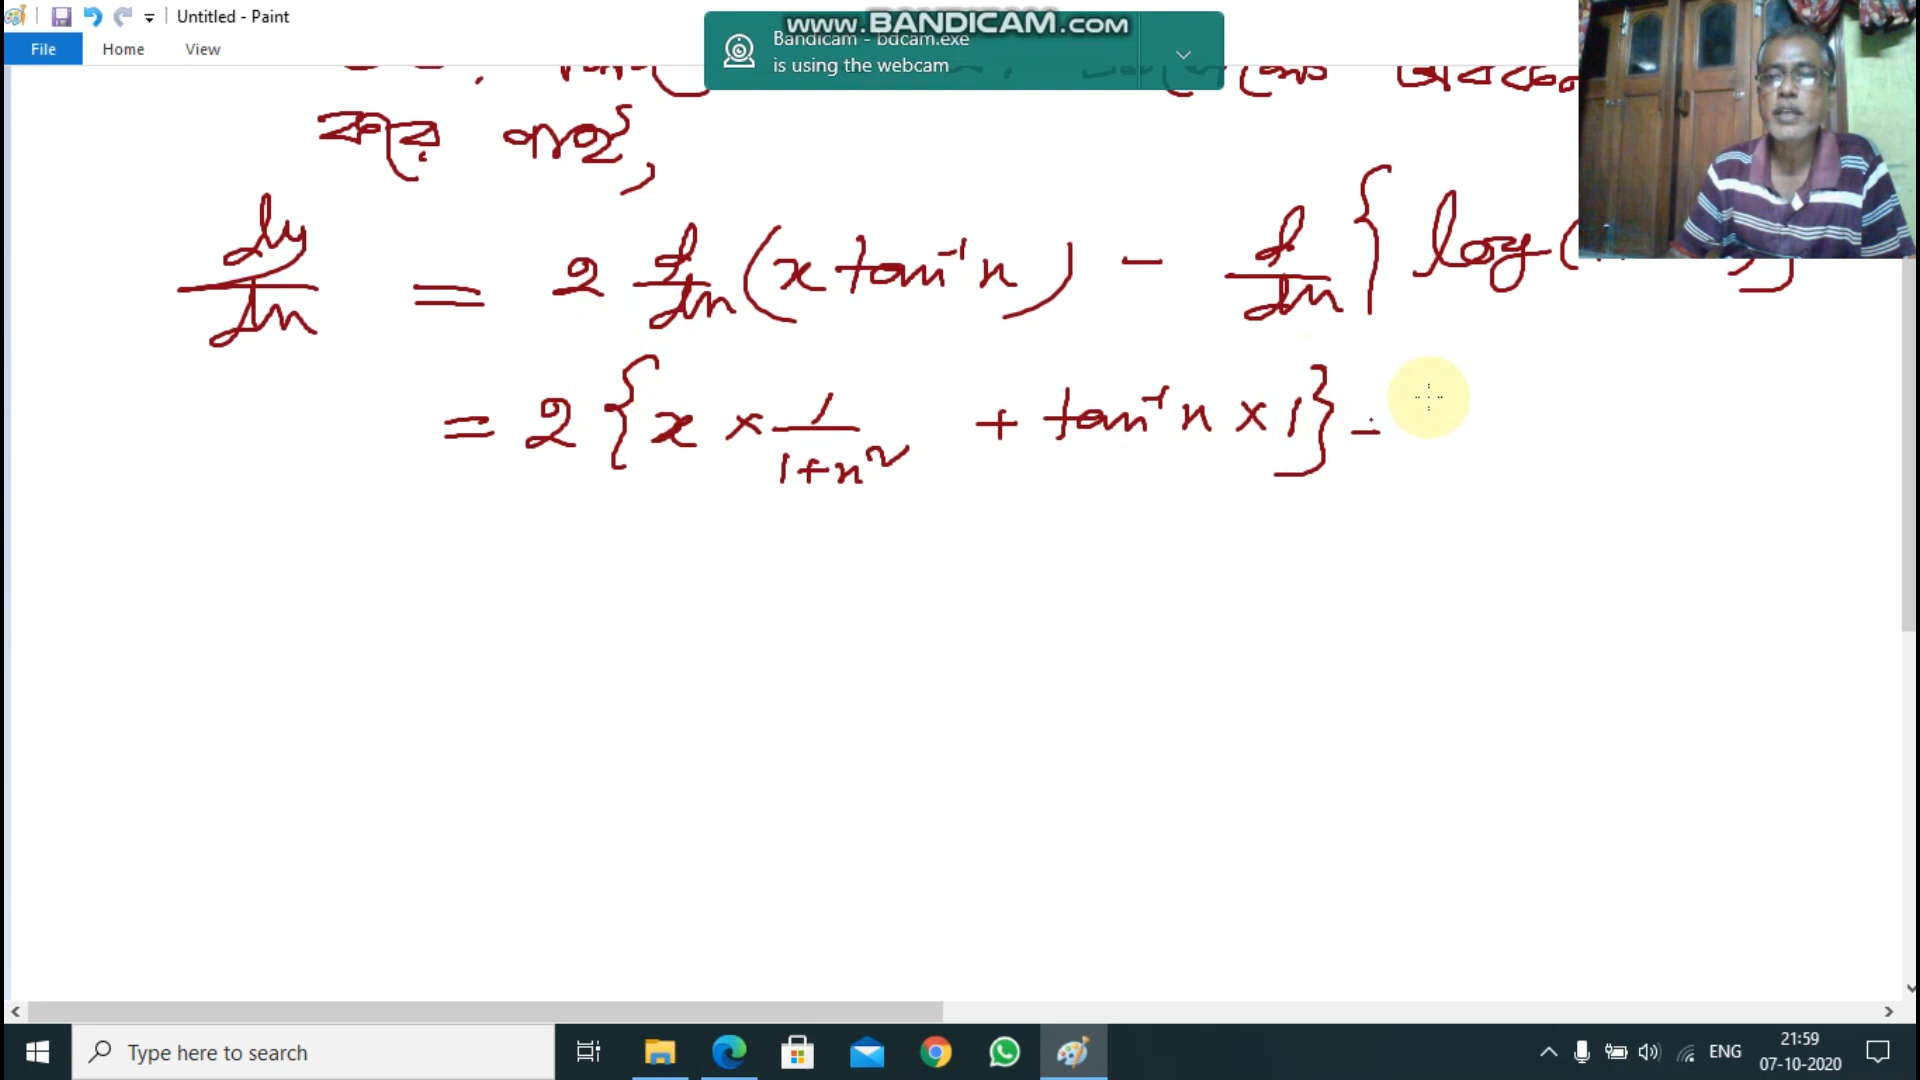 Untitled - Paint
www.BANDICAM.com
Bandicam - bdcam.exe
is using the webcam
File Home View
করে পাই,
dy/dx = 2 d/dx (x tan⁻¹x) - d/dx { log(
= 2 { x × 1/1+x² + tan⁻¹x × 1 } -
Type here to search
ENG
21:59
07-10-2020